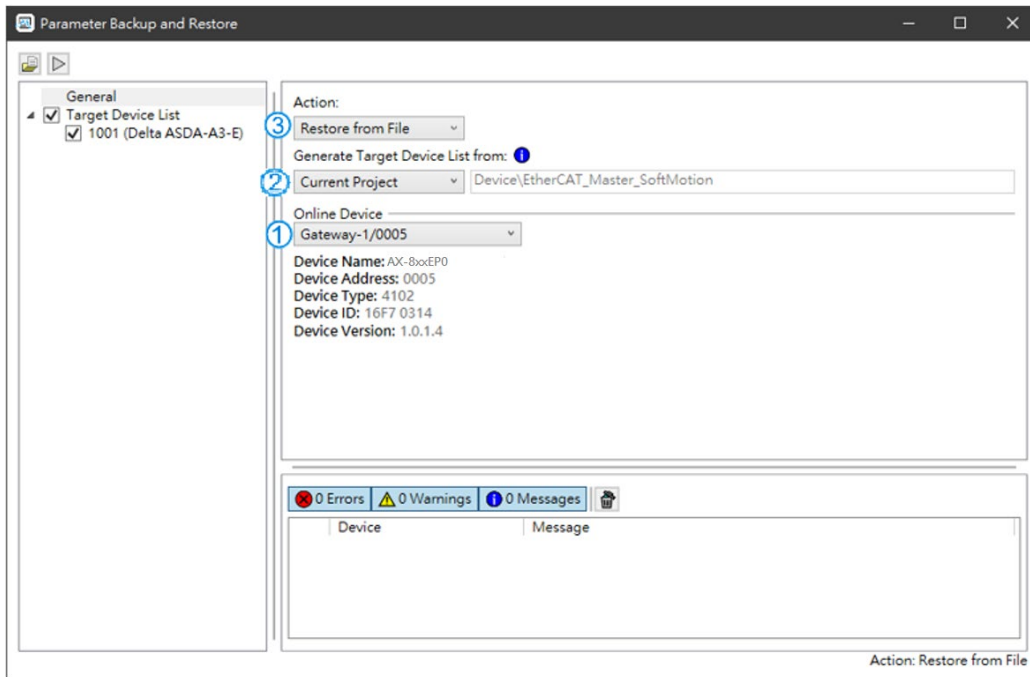 Parameter Backup and Restore
General
Target Device List
1001 (Delta ASDA-A3-E)
Action:
③ Restore from File
Generate Target Device List from:
② Current Project Device\EtherCAT_Master_SoftMotion
Online Device
① Gateway-1/0005
Device Name: AX-8xxEP0
Device Address: 0005
Device Type: 4102
Device ID: 16F7 0314
Device Version: 1.0.1.4
0 Errors 0 Warnings 0 Messages
Device Message
Action: Restore from File